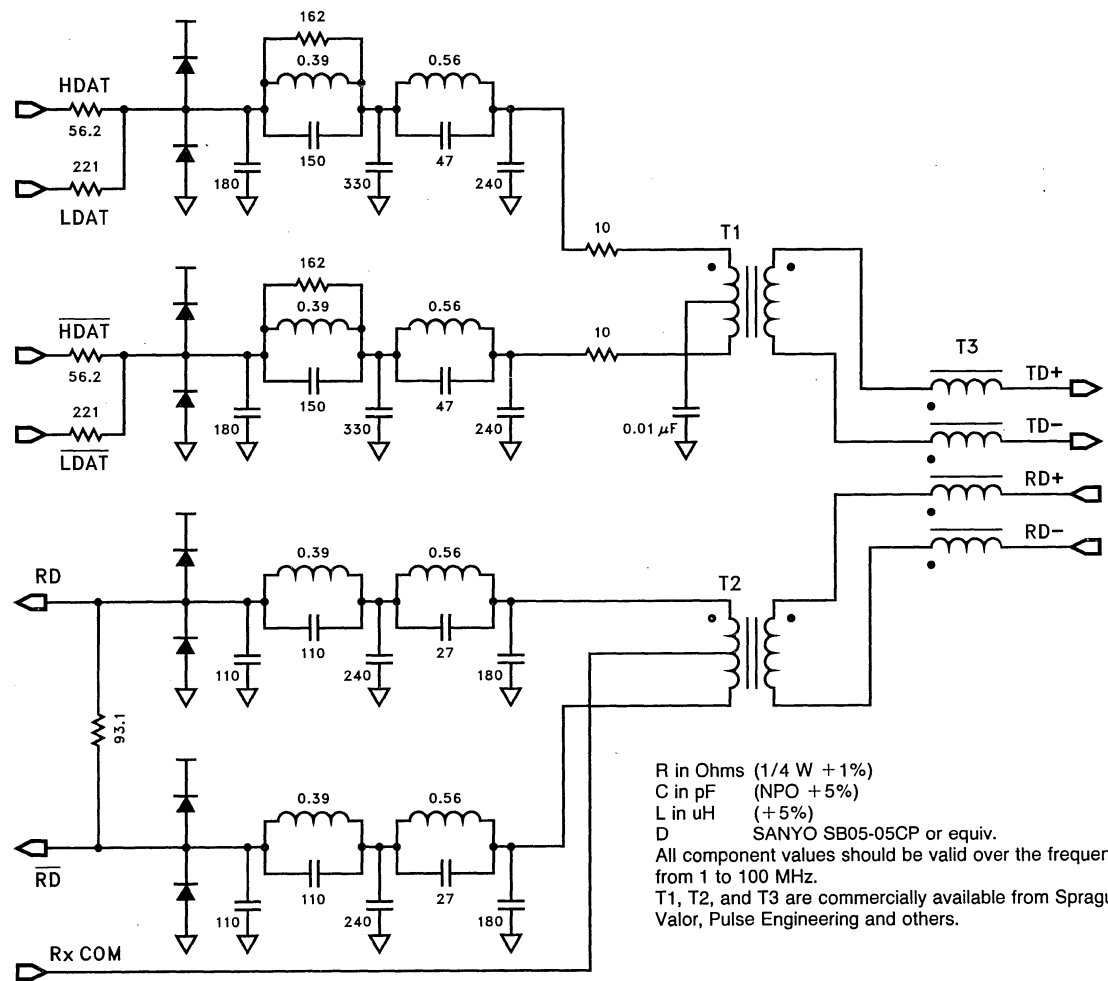 162
0.39
0.56
HDAT
56.2
221
LDAT
180
150
330
47
240
10
T1
162
0.39
0.56
HDAT
56.2
221
LDAT
180
150
330
47
240
10
0.01 μF
T3
TD+
TD-
RD+
RD-
0.39
0.56
RD
110
110
240
27
180
T2
93.1
0.39
0.56
RD
110
110
240
27
180
Rx COM
R in Ohms (1/4 W +1%)
C in pF (NPO +5%)
L in uH (+5%)
D SANYO SB05-05CP or equiv.
All component values should be valid over the frequen
from 1 to 100 MHz.
T1, T2, and T3 are commercially available from Spragu
Valor, Pulse Engineering and others.